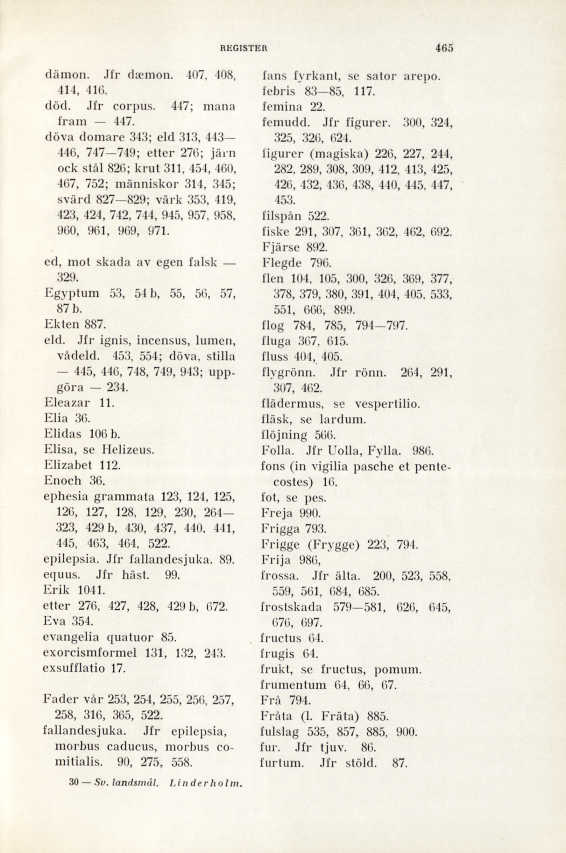 REGISTER 465
dämon. Jfr dæmon. 407, 408,
414, 416.
död. Jfr corpus. 447; mana
fram — 447.
döva domare 343; eld 313, 443—
446, 747—749; etter 276; järn
ock stål 826; krut 311, 454, 460,
467, 752; människor 314, 345;
svärd 827—829; värk 353, 419,
423, 424, 742, 744, 945, 957, 958,
960, 961, 969, 971.
ed, mot skada av egen falsk —
329.
Egyptum 53, 54 b, 55, 56, 57,
87 b.
Ekten 887.
eld. Jfr ignis, incensus, lumen,
vådeld. 453, 554; döva, stilla
— 445, 446, 748, 749, 943; upp-
göra — 234.
Eleazar 11.
Elia 36.
Elidas 106 b.
Elisa, se Helizeus.
Elizabet 112.
Enoch 36.
ephesia grammata 123, 124, 125,
126, 127, 128, 129, 230, 264—
323, 429 b, 430, 437, 440, 441,
445, 463, 464, 522.
epilepsia. Jfr fallandesjuka. 89.
equus. Jfr häst. 99.
Erik 1041.
etter 276, 427, 428, 429 b, 672.
Eva 354.
evangelia quatuor 85.
exorcismformel 131, 132, 243.
exsufflatio 17.
Fader vår 253, 254, 255, 256, 257,
258, 316, 365, 522.
fallandesjuka. Jfr epilepsia,
morbus caducus, morbus co-
mitialis. 90, 275, 558.
30 — Sv. landsmål. Linderholm.
fans fyrkant, se sator arepo.
febris 83—85, 117.
femina 22.
femudd. Jfr figurer. 300, 324,
325, 326, 624.
figurer (magiska) 226, 227, 244,
282, 289, 308, 309, 412, 413, 425,
426, 432, 436, 438, 440, 445, 447,
453.
filspån 522.
fiske 291, 307, 361, 362, 462, 692.
Fjärse 892.
Flegde 796.
flen 104, 105, 300, 326, 369, 377,
378, 379, 380, 391, 404, 405, 533,
551, 666, 899.
flog 784, 785, 794—797.
fluga 367, 615.
fluss 404, 405.
flygrönn. Jfr rönn. 264, 291,
307, 462.
flädermus, se vespertilio.
fläsk, se lardum.
flöjning 566.
Folla. Jfr Uolla, Fylla. 986.
fons (in vigilia pasche et pente-
costes) 16.
fot, se pes.
Freja 990.
Frigga 793.
Frigge (Frygge) 223, 794.
Frija 986,
frossa. Jfr älta. 200, 523, 558,
559, 561, 684, 685.
frostskada 579—581, 626, 645,
676, 697.
fructus 64.
frugis 64.
frukt, se fructus, pomum.
frumentum 64, 66, 67.
Frå 794.
Fråta (l. Fräta) 885.
fulslag 535, 857, 885, 900.
fur. Jfr tjuv. 86.
furtum. Jfr stöld. 87.